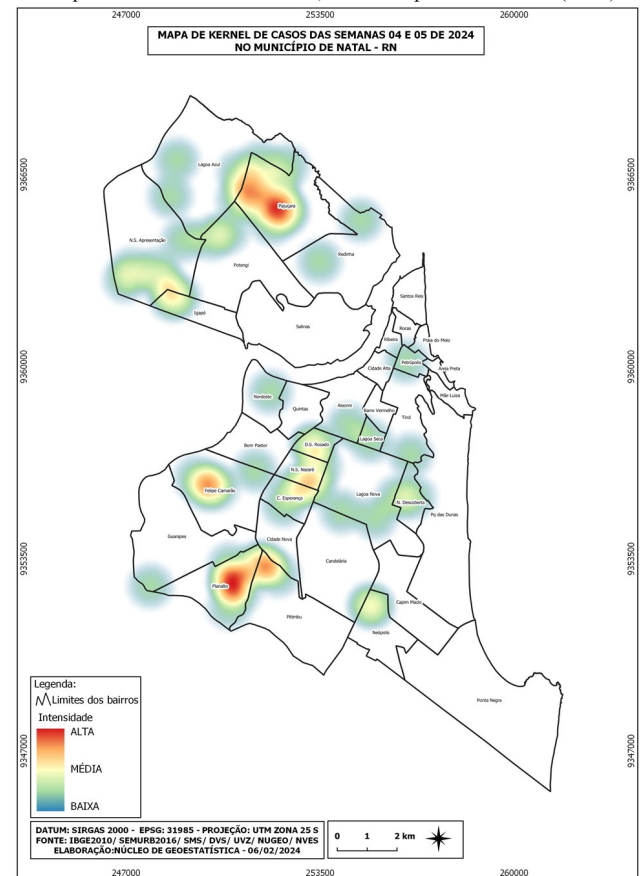 247000 253500 260000
MAPA DE KERNEL DE CASOS DAS SEMANAS 04 E 05 DE 2024
NO MUNICÍPIO DE NATAL - RN
9366500 9366500
Lagoa Azul
Pajuçara
N.S. Apresentação
Redinha
Potengi
Santos Reis
Igapó
Salinas
Rocas
Ribeira
Praia do Meio
9360000 9360000
Petrópolis
Cidade Alta
Areia Preta
Mãe Luiza
Nordeste
Quintas
Alecrim
Barro Vermelho
Tirol
Lagoa Seca
Bom Pastor
D.S. Rosado
N.S. Nazaré
Felipe Camarão
Lagoa Nova
C. Esperança
N. Descoberta
Pq das Dunas
Guarapes
Cidade Nova
9353500 9353500
Candelária
Planalto
Capim Macio
Pitimbu
Neópolis
Ponta Negra
Legenda:
Limites dos bairros
Intensidade
ALTA
MÉDIA
BAIXA
9347000 9347000
DATUM: SIRGAS 2000 - EPSG: 31985 - PROJEÇÃO: UTM ZONA 25 S
FONTE: IBGE2010/ SEMURB2016/ SMS/ DVS/ UVZ/ NUGEO/ NVES
ELABORAÇÃO:NÚCLEO DE GEOESTATÍSTICA - 06/02/2024
0 1 2 km
247000 253500 260000